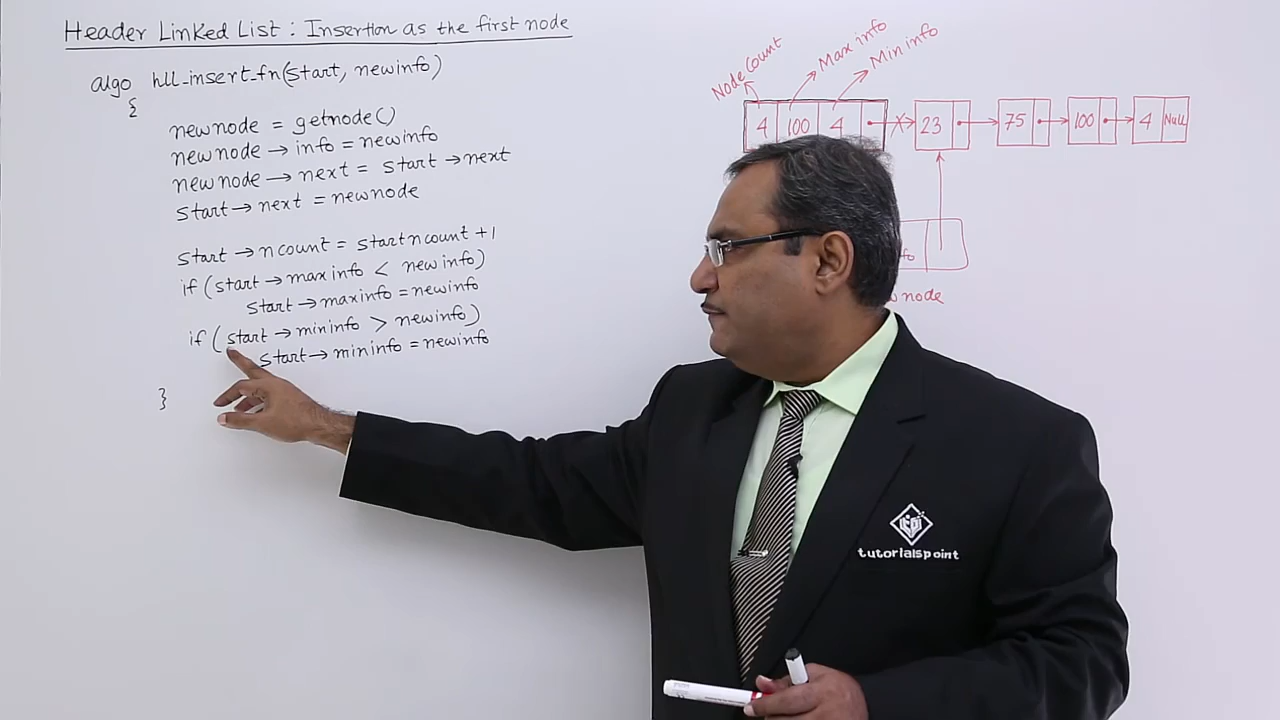 Header Linked List : Insertion as the first node
algo hll-insert-fn(start, newinfo)
{
newnode = getnode()
newnode → info = newinfo
newnode → next = start → next
start → next = newnode
start → ncount = start ncount +1
if (start → maxinfo < newinfo)
start → maxinfo = newinfo
if (start → mininfo > newinfo)
start → mininfo = newinfo
}
Node Count
Max info
Min info
4 100 4
23
75
100
4 Null
node
tutorialspoint